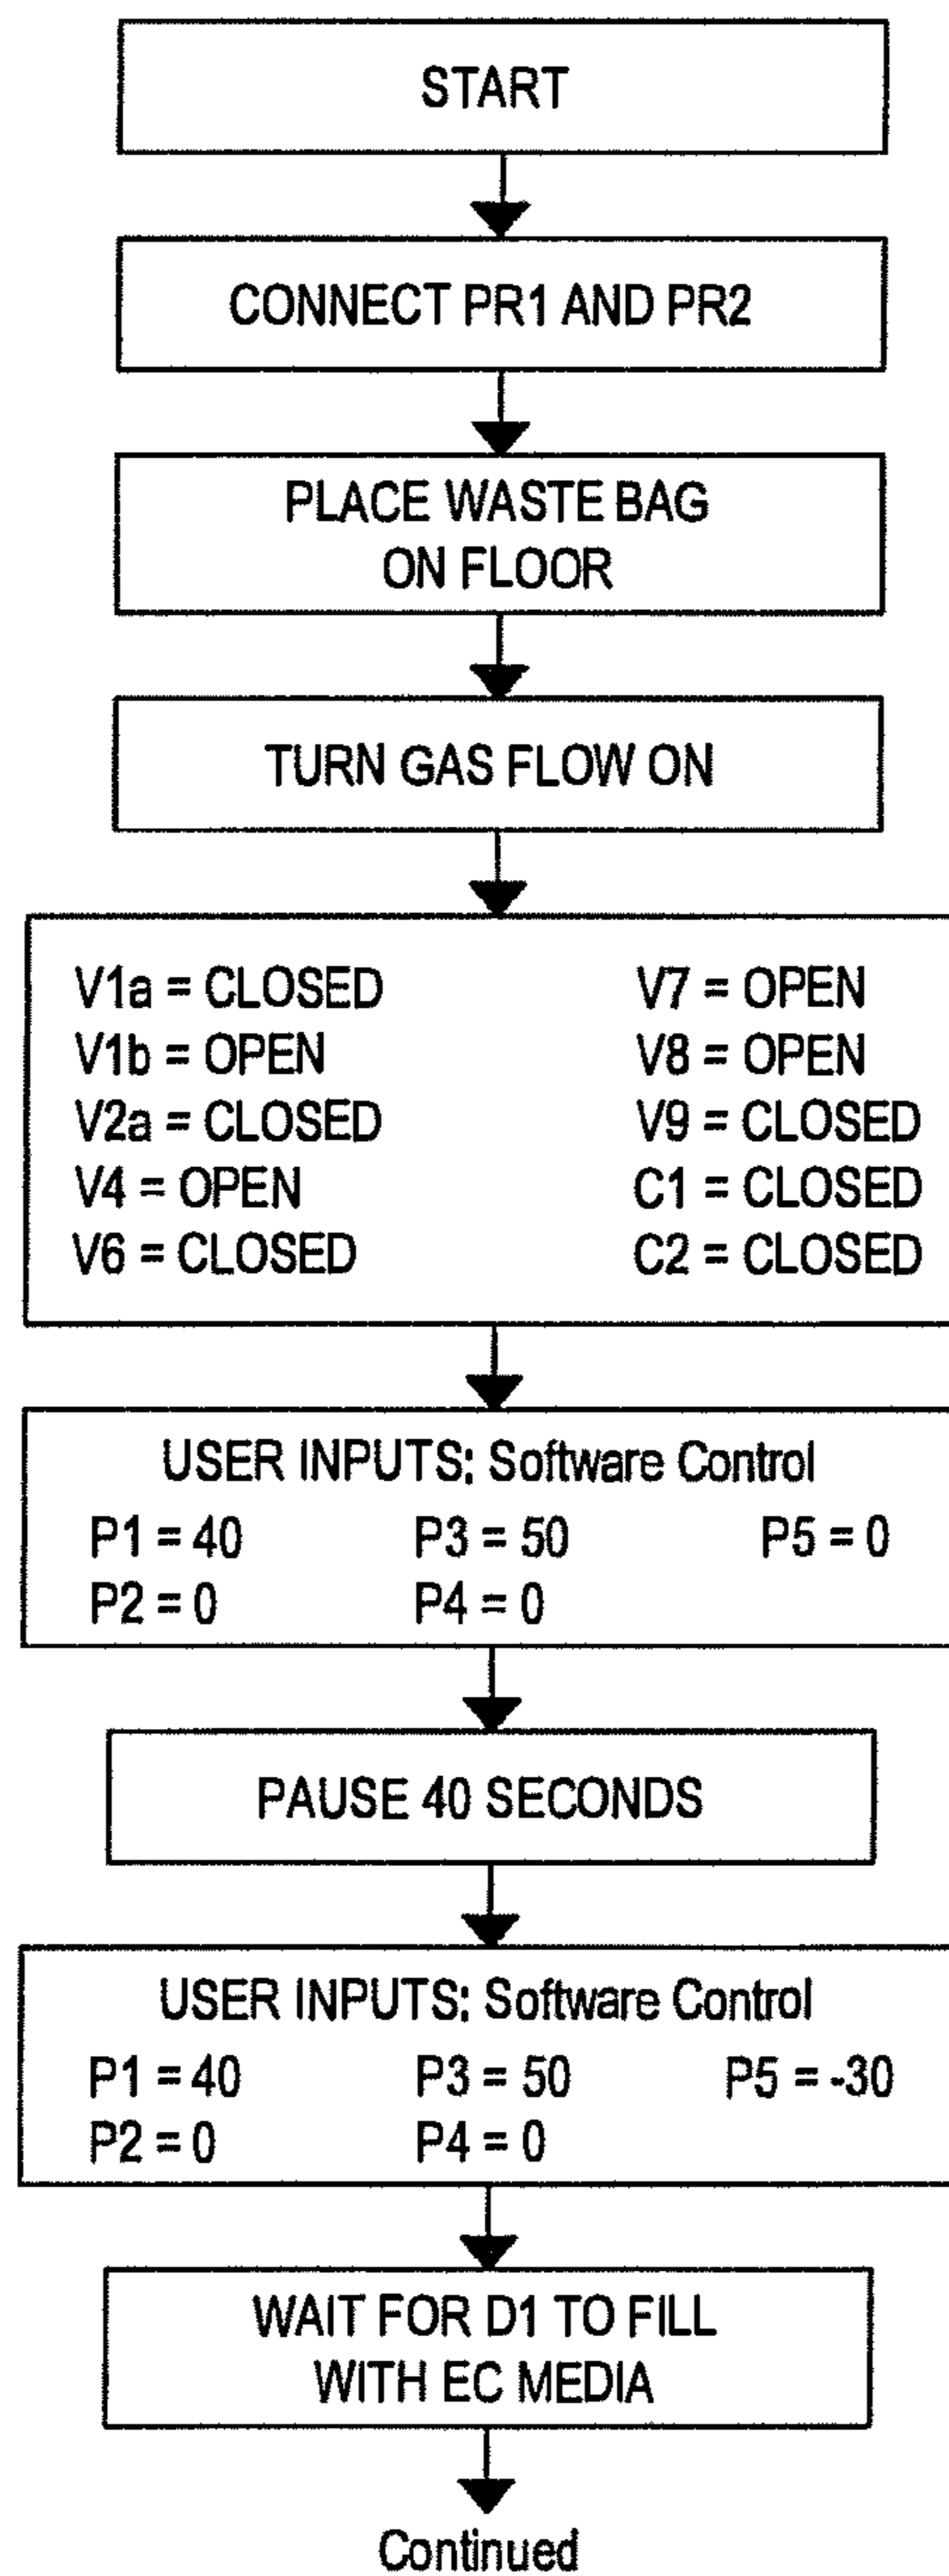 START
CONNECT PR1 AND PR2
PLACE WASTE BAG
ON FLOOR
TURN GAS FLOW ON
V1a = CLOSED
V1b = OPEN
V2a = CLOSED
V4 = OPEN
V6 = CLOSED
V7 = OPEN
V8 = OPEN
V9 = CLOSED
C1 = CLOSED
C2 = CLOSED
USER INPUTS: Software Control
P1 = 40 P3 = 50 P5 = 0
P2 = 0 P4 = 0
PAUSE 40 SECONDS
USER INPUTS: Software Control
P1 = 40 P3 = 50 P5 = -30
P2 = 0 P4 = 0
WAIT FOR D1 TO FILL
WITH EC MEDIA
Continued